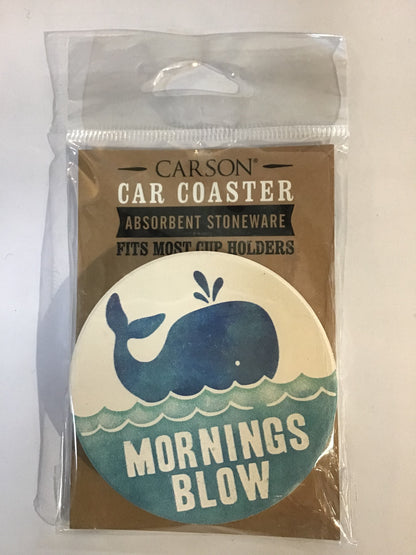 CARSON®
CAR COASTER
ABSORBENT STONEWARE
FITS MOST CUP HOLDERS
MORNINGS
BLOW